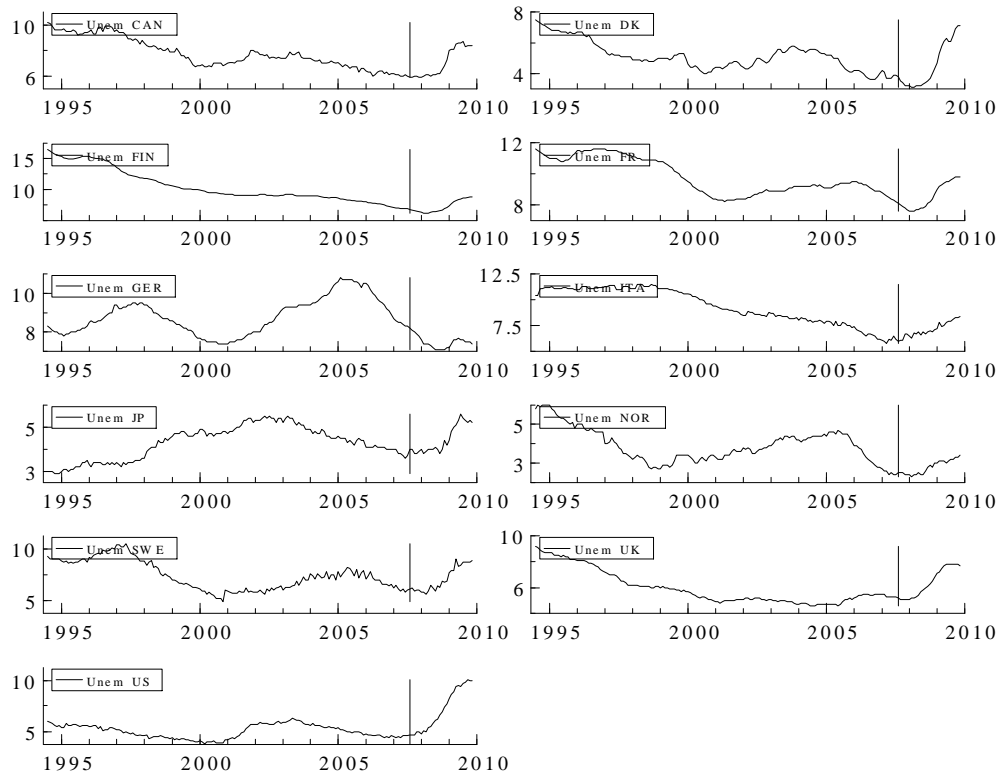 10 Unem CAN
6
1995 2000 2005 2010
8 Unem DK
4
1995 2000 2005 2010
15 Unem FIN
10
1995 2000 2005 2010
12 Unem FR
8
1995 2000 2005 2010
10 Unem GER
8
1995 2000 2005 2010
12.5 Unem ITA
7.5
1995 2000 2005 2010
5 Unem JP
3
1995 2000 2005 2010
5 Unem NOR
3
1995 2000 2005 2010
10 Unem SWE
5
1995 2000 2005 2010
10 Unem UK
6
1995 2000 2005 2010
10 Unem US
5
1995 2000 2005 2010